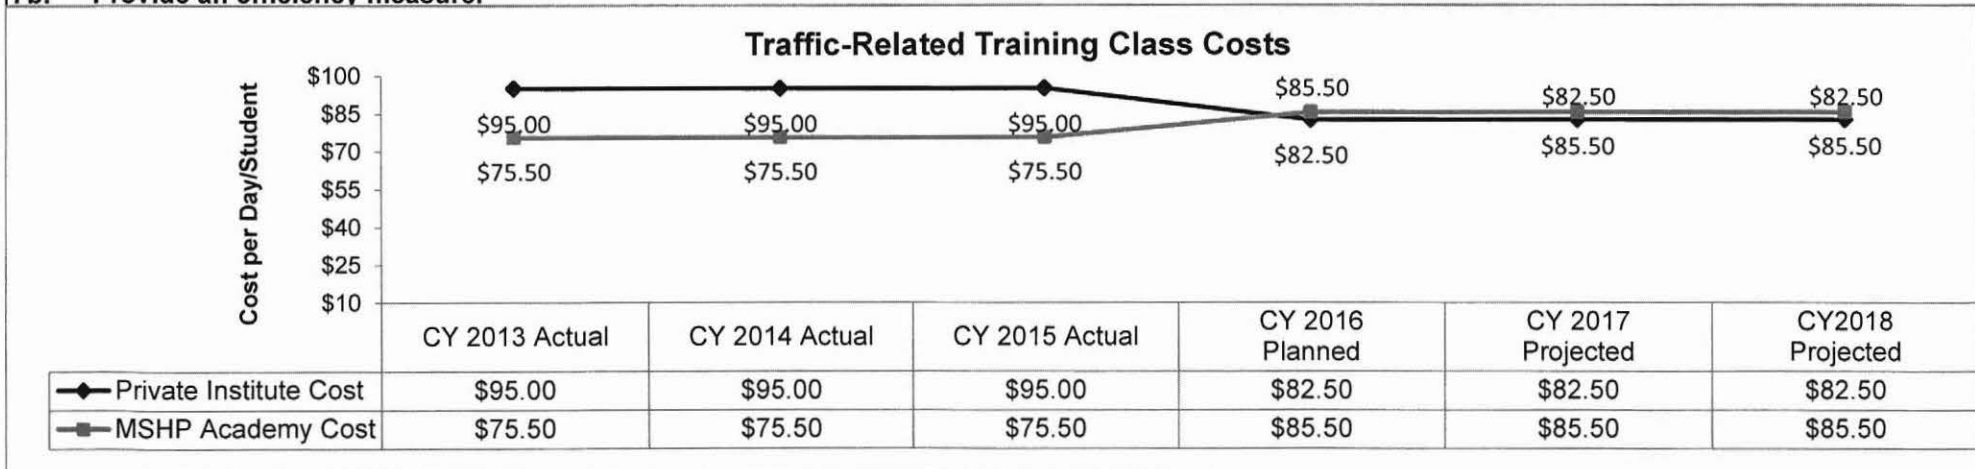 Traffic-Related Training Class Costs
Cost per Day/Student
$100
$85
$70
$55
$40
$25
$10
$95.00
$95.00
$95.00
$85.50
$82.50
$82.50
$75.50
$75.50
$75.50
$82.50
$85.50
$85.50
CY 2013 Actual
CY 2014 Actual
CY 2015 Actual
CY 2016
Planned
CY 2017
Projected
CY2018
Projected
Private Institute Cost $95.00 $95.00 $95.00 $82.50 $82.50 $82.50
MSHP Academy Cost $75.50 $75.50 $75.50 $85.50 $85.50 $85.50